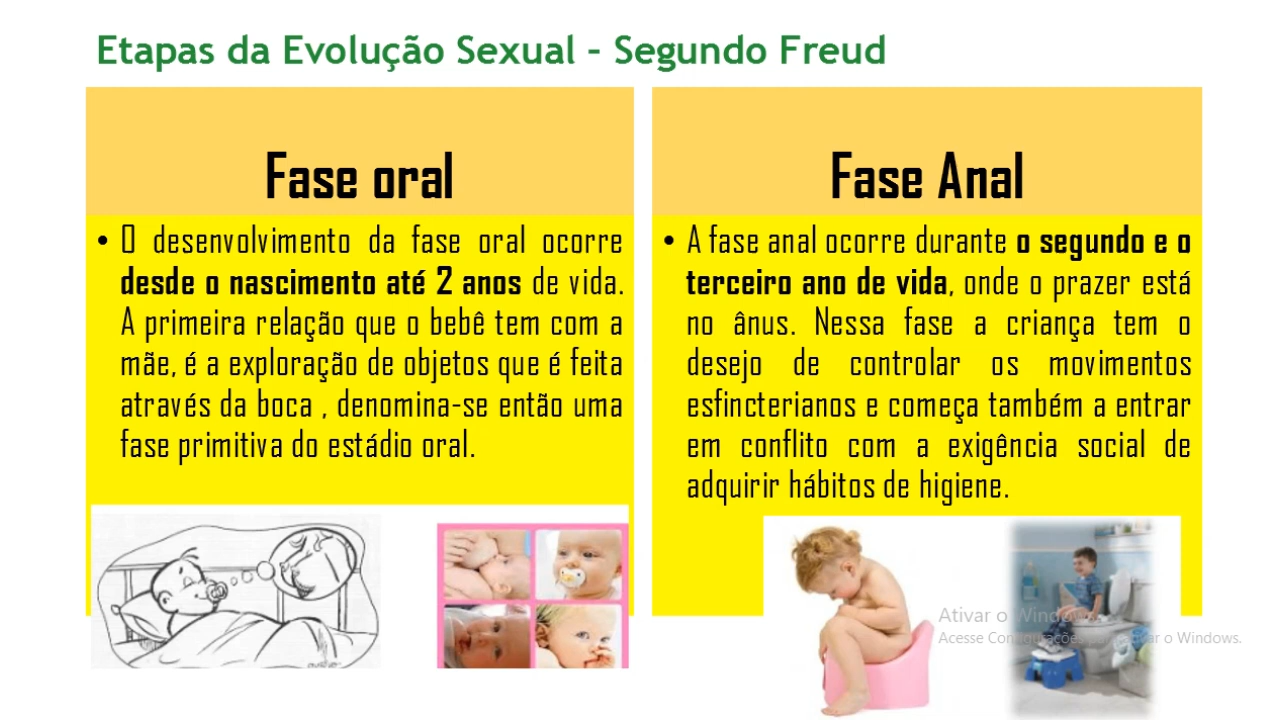 Etapas da Evolução Sexual – Segundo Freud
Fase oral
• O desenvolvimento da fase oral ocorre
desde o nascimento até 2 anos de vida.
A primeira relação que o bebê tem com a
mãe, é a exploração de objetos que é feita
através da boca , denomina-se então uma
fase primitiva do estádio oral.
Fase Anal
• A fase anal ocorre durante o segundo e o
terceiro ano de vida, onde o prazer está
no ânus. Nessa fase a criança tem o
desejo de controlar os movimentos
esfincterianos e começa também a entrar
em conflito com a exigência social de
adquirir hábitos de higiene.
Ativar o Windows
Acesse Configurações para ativar o Windows.